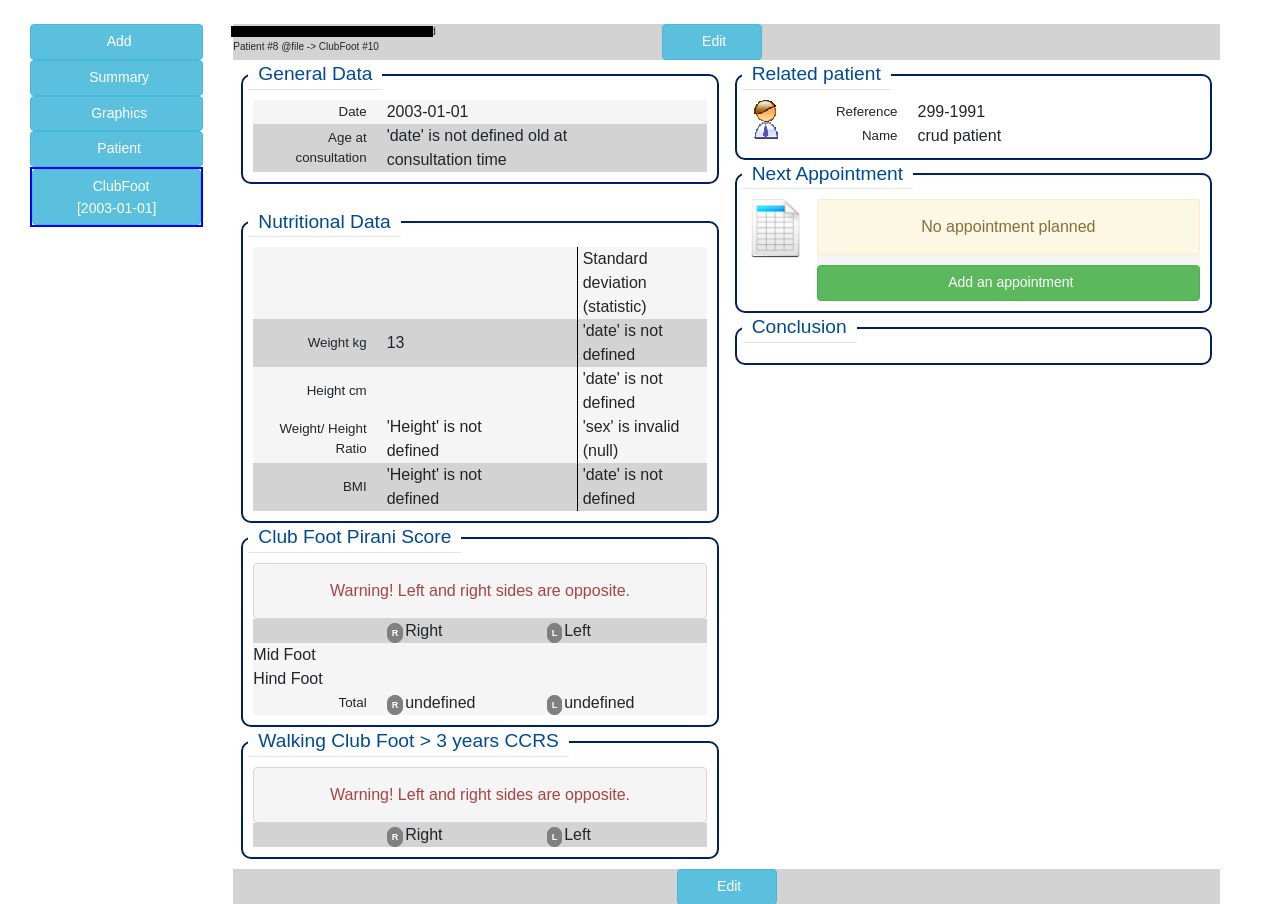 Add
Summary
Graphics
Patient
ClubFoot
[2003-01-01]
Patient #8 @file -> ClubFoot #10
Edit
General Data
Date 2003-01-01
Age at consultation 'date' is not defined old at
consultation time
Nutritional Data
Standard
deviation
(statistic)
Weight kg 13 'date' is not
defined
Height cm 'date' is not
defined
Weight/ Height
Ratio 'Height' is not
defined 'sex' is invalid
(null)
BMI 'Height' is not
defined 'date' is not
defined
Club Foot Pirani Score
Warning! Left and right sides are opposite.
R Right L Left
Mid Foot
Hind Foot
Total R undefined L undefined
Walking Club Foot > 3 years CCRS
Warning! Left and right sides are opposite.
R Right L Left
Related patient
Reference 299-1991
Name crud patient
Next Appointment
No appointment planned
Add an appointment
Conclusion
Edit